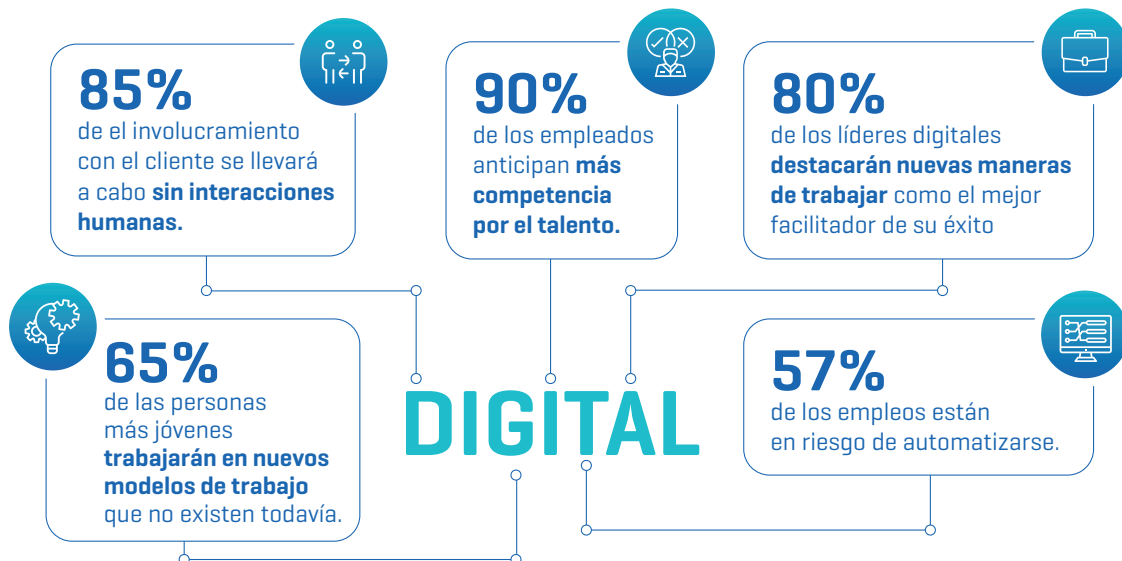 85%
de el involucramiento
con el cliente se llevará
a cabo sin interacciones
humanas.
90%
de los empleados
anticipan más
competencia
por el talento.
80%
de los líderes digitales
destacarán nuevas maneras
de trabajar como el mejor
facilitador de su éxito
65%
de las personas
más jóvenes
trabajarán en nuevos
modelos de trabajo
que no existen todavía.
DIGITAL
57%
de los empleos están
en riesgo de automatizarse.